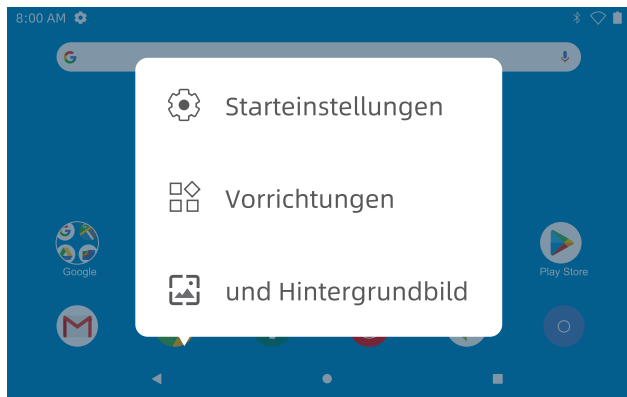 8:00 AM
Starteinstellungen
Vorrichtungen
und Hintergrundbild
Google
Play Store